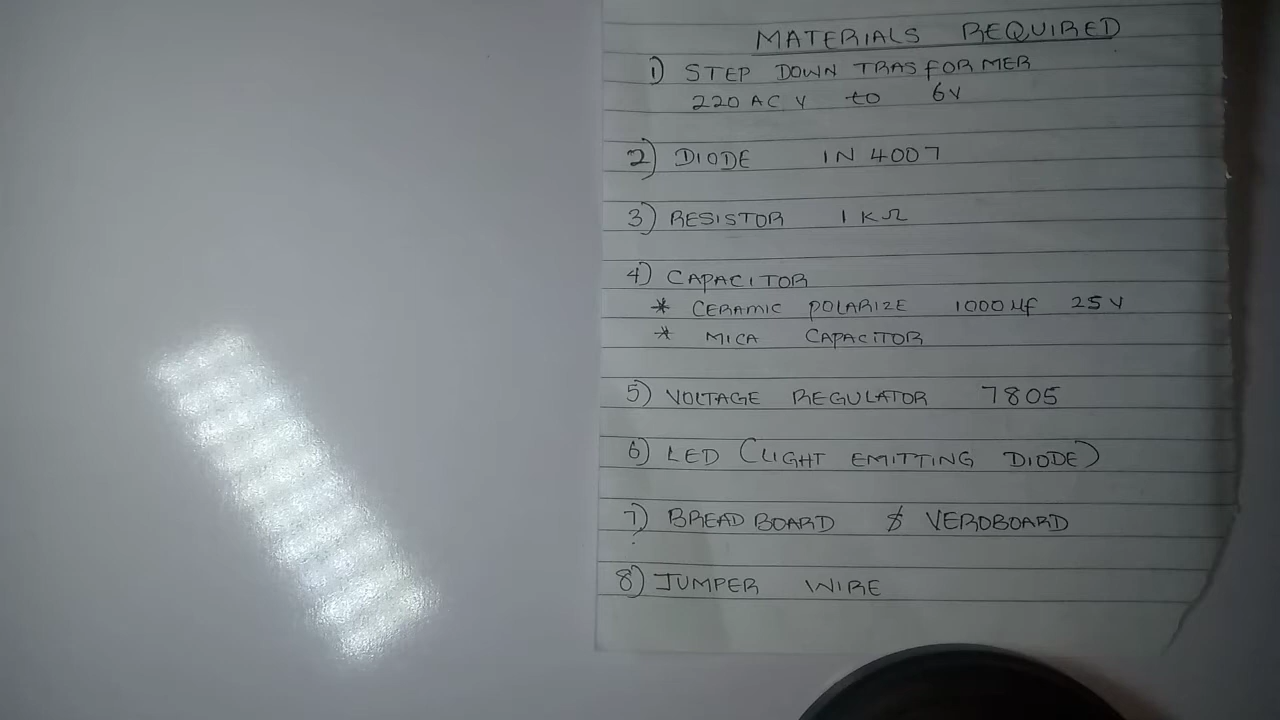 MATERIALS REQUIRED
1) STEP DOWN TRASFORMER
220 AC V to 6V
2) DIODE 1N 4007
3) RESISTOR 1 KΩ
4) CAPACITOR
* CERAMIC POLARIZE 1000 µf 25 V
* MICA CAPACITOR
5) VOLTAGE REGULATOR 7805
6) LED (LIGHT EMITTING DIODE)
7) BREAD BOARD & VEROBOARD
8) JUMPER WIRE